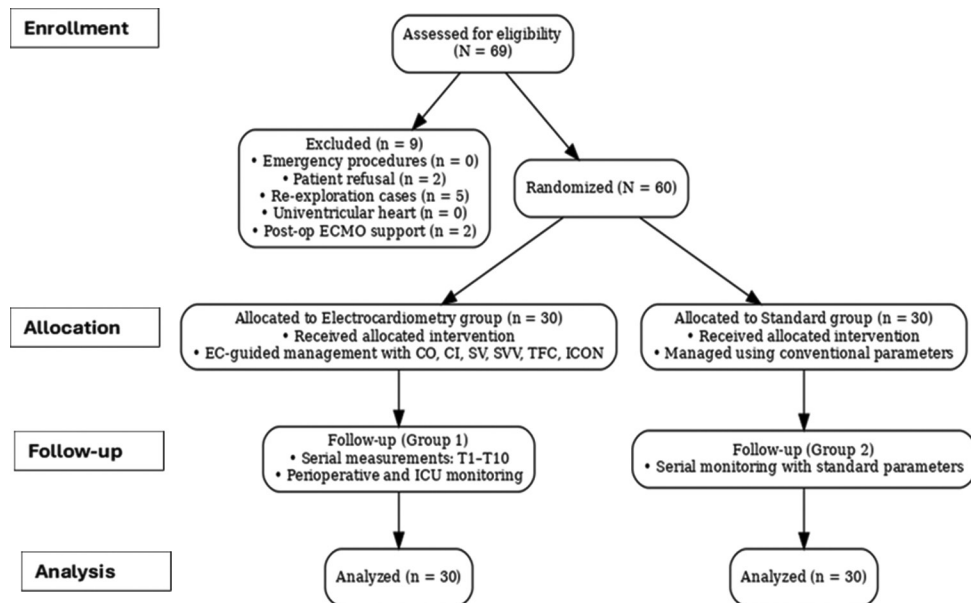 Enrollment
Assessed for eligibility
(N = 69)
Excluded (n = 9)
• Emergency procedures (n = 0)
• Patient refusal (n = 2)
• Re-exploration cases (n = 5)
• Univentricular heart (n = 0)
• Post-op ECMO support (n = 2)
Randomized (N = 60)
Allocation
Allocated to Electrocardiometry group (n = 30)
• Received allocated intervention
• EC-guided management with CO, CI, SV, SVV, TFC, ICON
Allocated to Standard group (n = 30)
• Received allocated intervention
• Managed using conventional parameters
Follow-up
Follow-up (Group 1)
• Serial measurements: T1–T10
• Perioperative and ICU monitoring
Follow-up (Group 2)
• Serial monitoring with standard parameters
Analysis
Analyzed (n = 30)
Analyzed (n = 30)